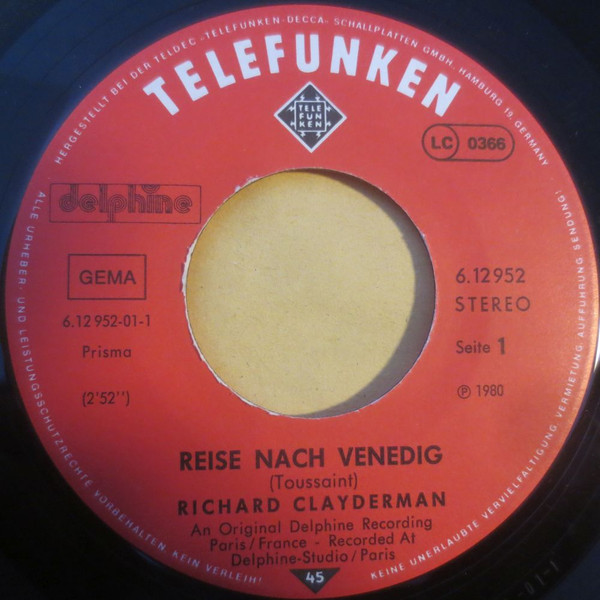 HERGESTELLT BEI DER TELDEC -TELEFUNKEN-DECCA- SCHALLPLATTEN GMBH. HAMBURG 19, GERMANY
TELEFUNKEN
TELE
FUN
KEN
LC 0366
delphine
GEMA
6.12 952-01-1
Prisma
(2'52'')
6.12952
STEREO
Seite 1
℗ 1980
REISE NACH VENEDIG
(Toussaint)
RICHARD CLAYDERMAN
An Original Delphine Recording
Paris/France - Recorded At
Delphine-Studio/Paris
45
ALLE URHEBER- UND LEISTUNGSSCHUTZRECHTE VORBEHALTEN. KEIN VERLEIH!
KEINE UNERLAUBTE VERVIELFÄLTIGUNG, VERMIETUNG, AUFFÜHRUNG, SENDUNG!